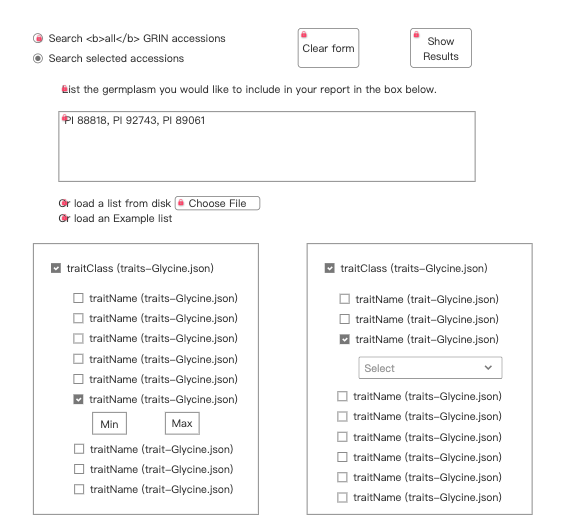 Search <b>all</b> GRIN accessions
Clear form
Show
Results
Search selected accessions
List the germplasm you would like to include in your report in the box below.
PI 88818, PI 92743, PI 89061
Or load a list from disk Choose File
Or load an Example list
traitClass (traits-Glycine.json)
traitName (traits-Glycine.json)
traitName (traits-Glycine.json)
traitName (traits-Glycine.json)
traitName (traits-Glycine.json)
traitName (traits-Glycine.json)
traitName (traits-Glycine.json)
Min Max
traitName (trait-Glycine.json)
traitName (trait-Glycine.json)
traitName (trait-Glycine.json)
traitClass (traits-Glycine.json)
traitName (trait-Glycine.json)
traitName (trait-Glycine.json)
traitName (trait-Glycine.json)
Select
traitName (traits-Glycine.json)
traitName (traits-Glycine.json)
traitName (traits-Glycine.json)
traitName (traits-Glycine.json)
traitName (traits-Glycine.json)
traitName (traits-Glycine.json)